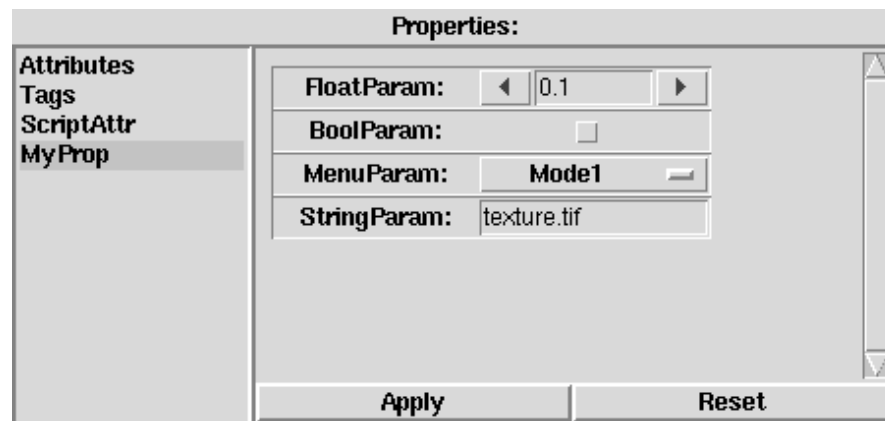 Properties:
Attributes
Tags
ScriptAttr
MyProp
FloatParam: 0.1
BoolParam:
MenuParam: Mode1
StringParam: texture.tif
Apply Reset